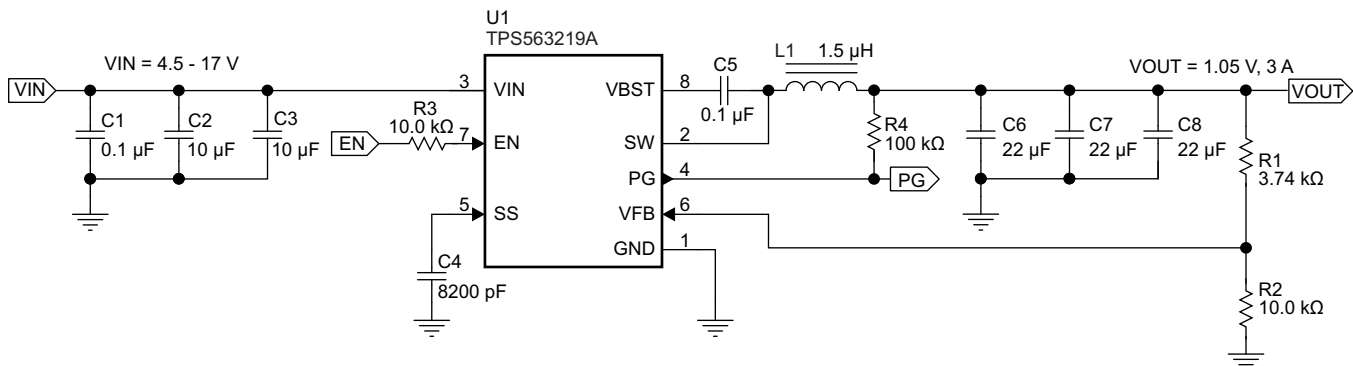 U1
TPS563219A
VIN
VIN = 4.5 - 17 V
C1
0.1 µF
C2
10 µF
C3
10 µF
EN
R3
10.0 kΩ
3
VIN
7
EN
5
SS
C4
8200 pF
VBST
8
SW
2
PG
4
VFB
6
GND
1
C5
0.1 µF
L1
1.5 µH
R4
100 kΩ
PG
C6
22 µF
C7
22 µF
C8
22 µF
VOUT = 1.05 V, 3 A
VOUT
R1
3.74 kΩ
R2
10.0 kΩ